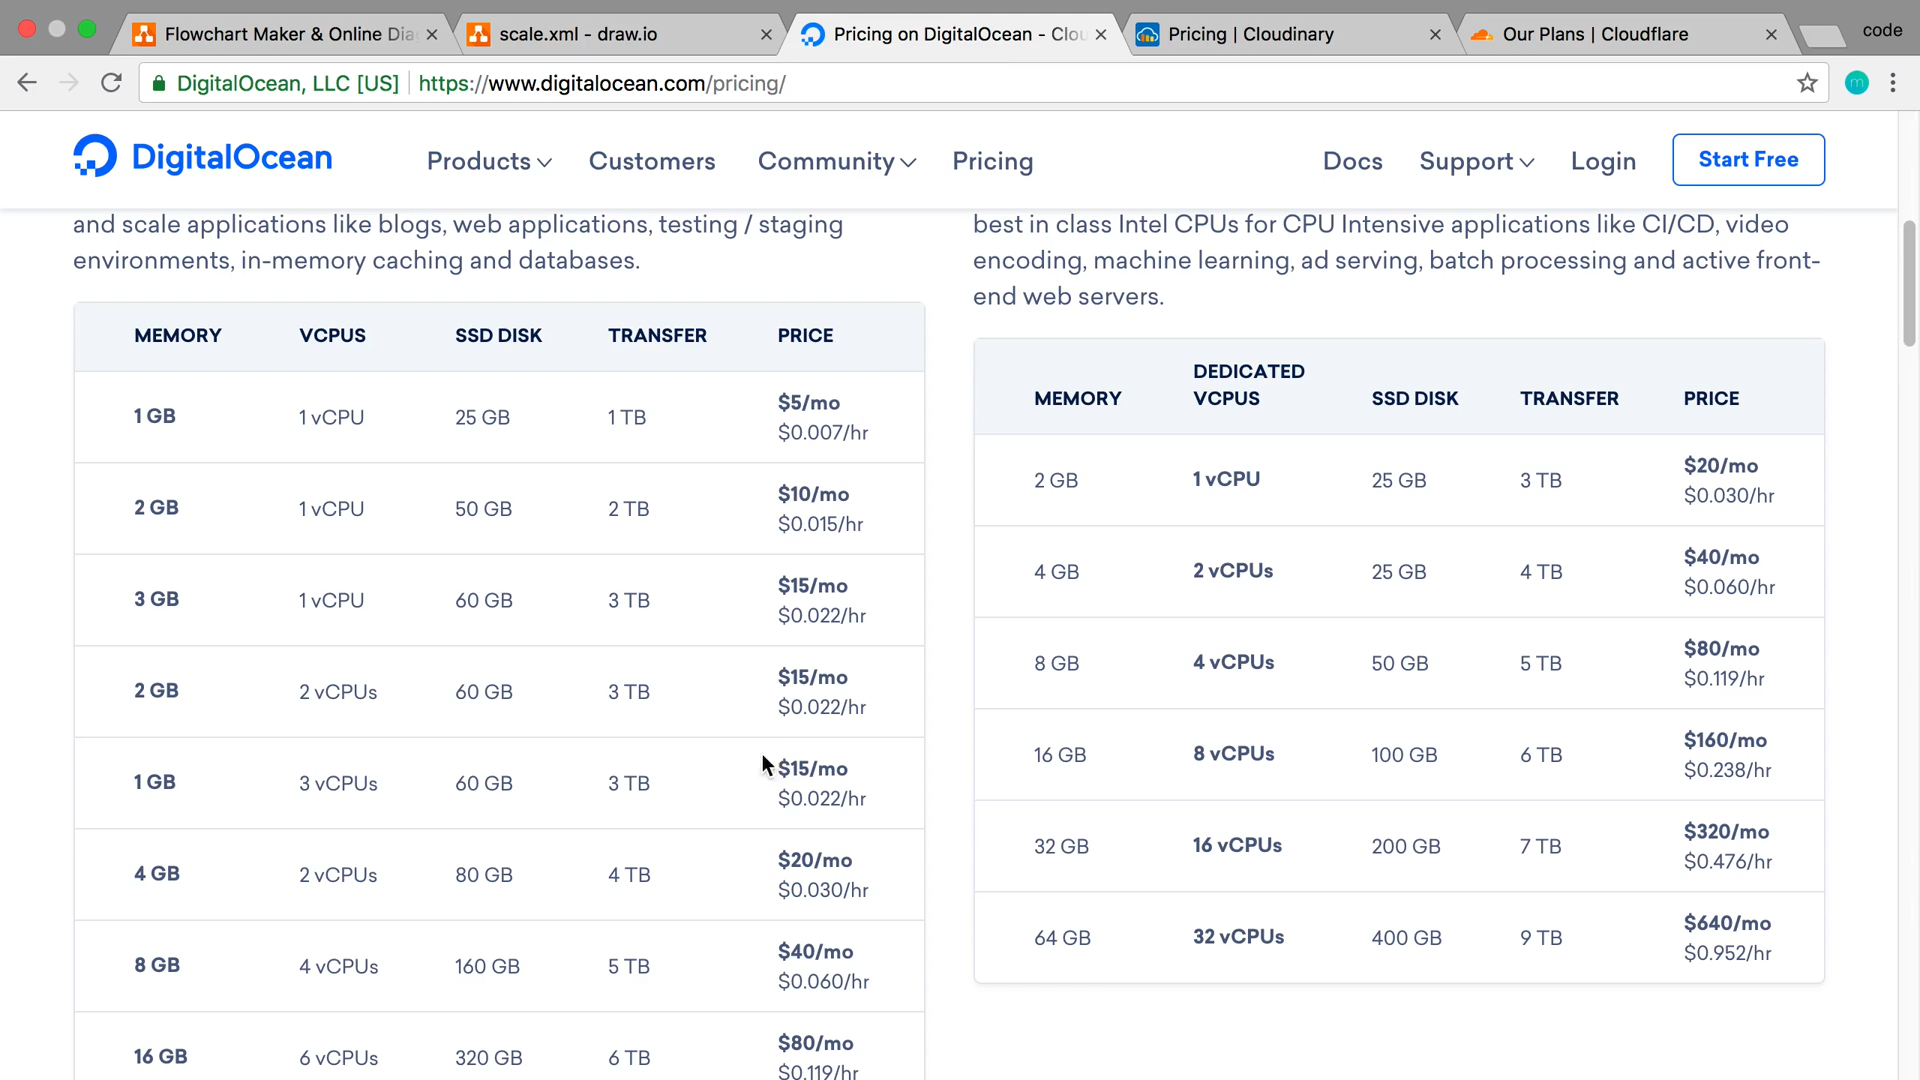 Flowchart Maker & Online Dia
scale.xml - draw.io
Pricing on DigitalOcean - Clou
Pricing | Cloudinary
Our Plans | Cloudflare
code
DigitalOcean, LLC [US]
https://www.digitalocean.com/pricing/
m
DigitalOcean
Products
Customers
Community
Pricing
Docs
Support
Login
Start Free
and scale applications like blogs, web applications, testing / staging
environments, in-memory caching and databases.
MEMORY VCPUS SSD DISK TRANSFER PRICE
1 GB 1 vCPU 25 GB 1 TB $5/mo
$0.007/hr
2 GB 1 vCPU 50 GB 2 TB $10/mo
$0.015/hr
3 GB 1 vCPU 60 GB 3 TB $15/mo
$0.022/hr
2 GB 2 vCPUs 60 GB 3 TB $15/mo
$0.022/hr
1 GB 3 vCPUs 60 GB 3 TB $15/mo
$0.022/hr
4 GB 2 vCPUs 80 GB 4 TB $20/mo
$0.030/hr
8 GB 4 vCPUs 160 GB 5 TB $40/mo
$0.060/hr
16 GB 6 vCPUs 320 GB 6 TB $80/mo
$0.119/hr
best in class Intel CPUs for CPU Intensive applications like CI/CD, video
encoding, machine learning, ad serving, batch processing and active front-
end web servers.
DEDICATED
MEMORY VCPUS SSD DISK TRANSFER PRICE
2 GB 1 vCPU 25 GB 3 TB $20/mo
$0.030/hr
4 GB 2 vCPUs 25 GB 4 TB $40/mo
$0.060/hr
8 GB 4 vCPUs 50 GB 5 TB $80/mo
$0.119/hr
16 GB 8 vCPUs 100 GB 6 TB $160/mo
$0.238/hr
32 GB 16 vCPUs 200 GB 7 TB $320/mo
$0.476/hr
64 GB 32 vCPUs 400 GB 9 TB $640/mo
$0.952/hr